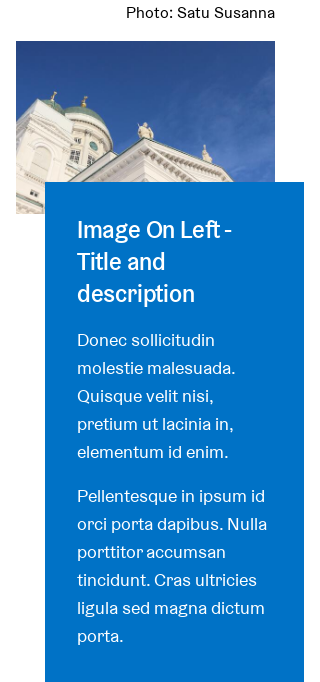 Photo: Satu Susanna
Image On Left -
Title and
description
Donec sollicitudin
molestie malesuada.
Quisque velit nisi,
pretium ut lacinia in,
elementum id enim.
Pellentesque in ipsum id
orci porta dapibus. Nulla
porttitor accumsan
tincidunt. Cras ultricies
ligula sed magna dictum
porta.